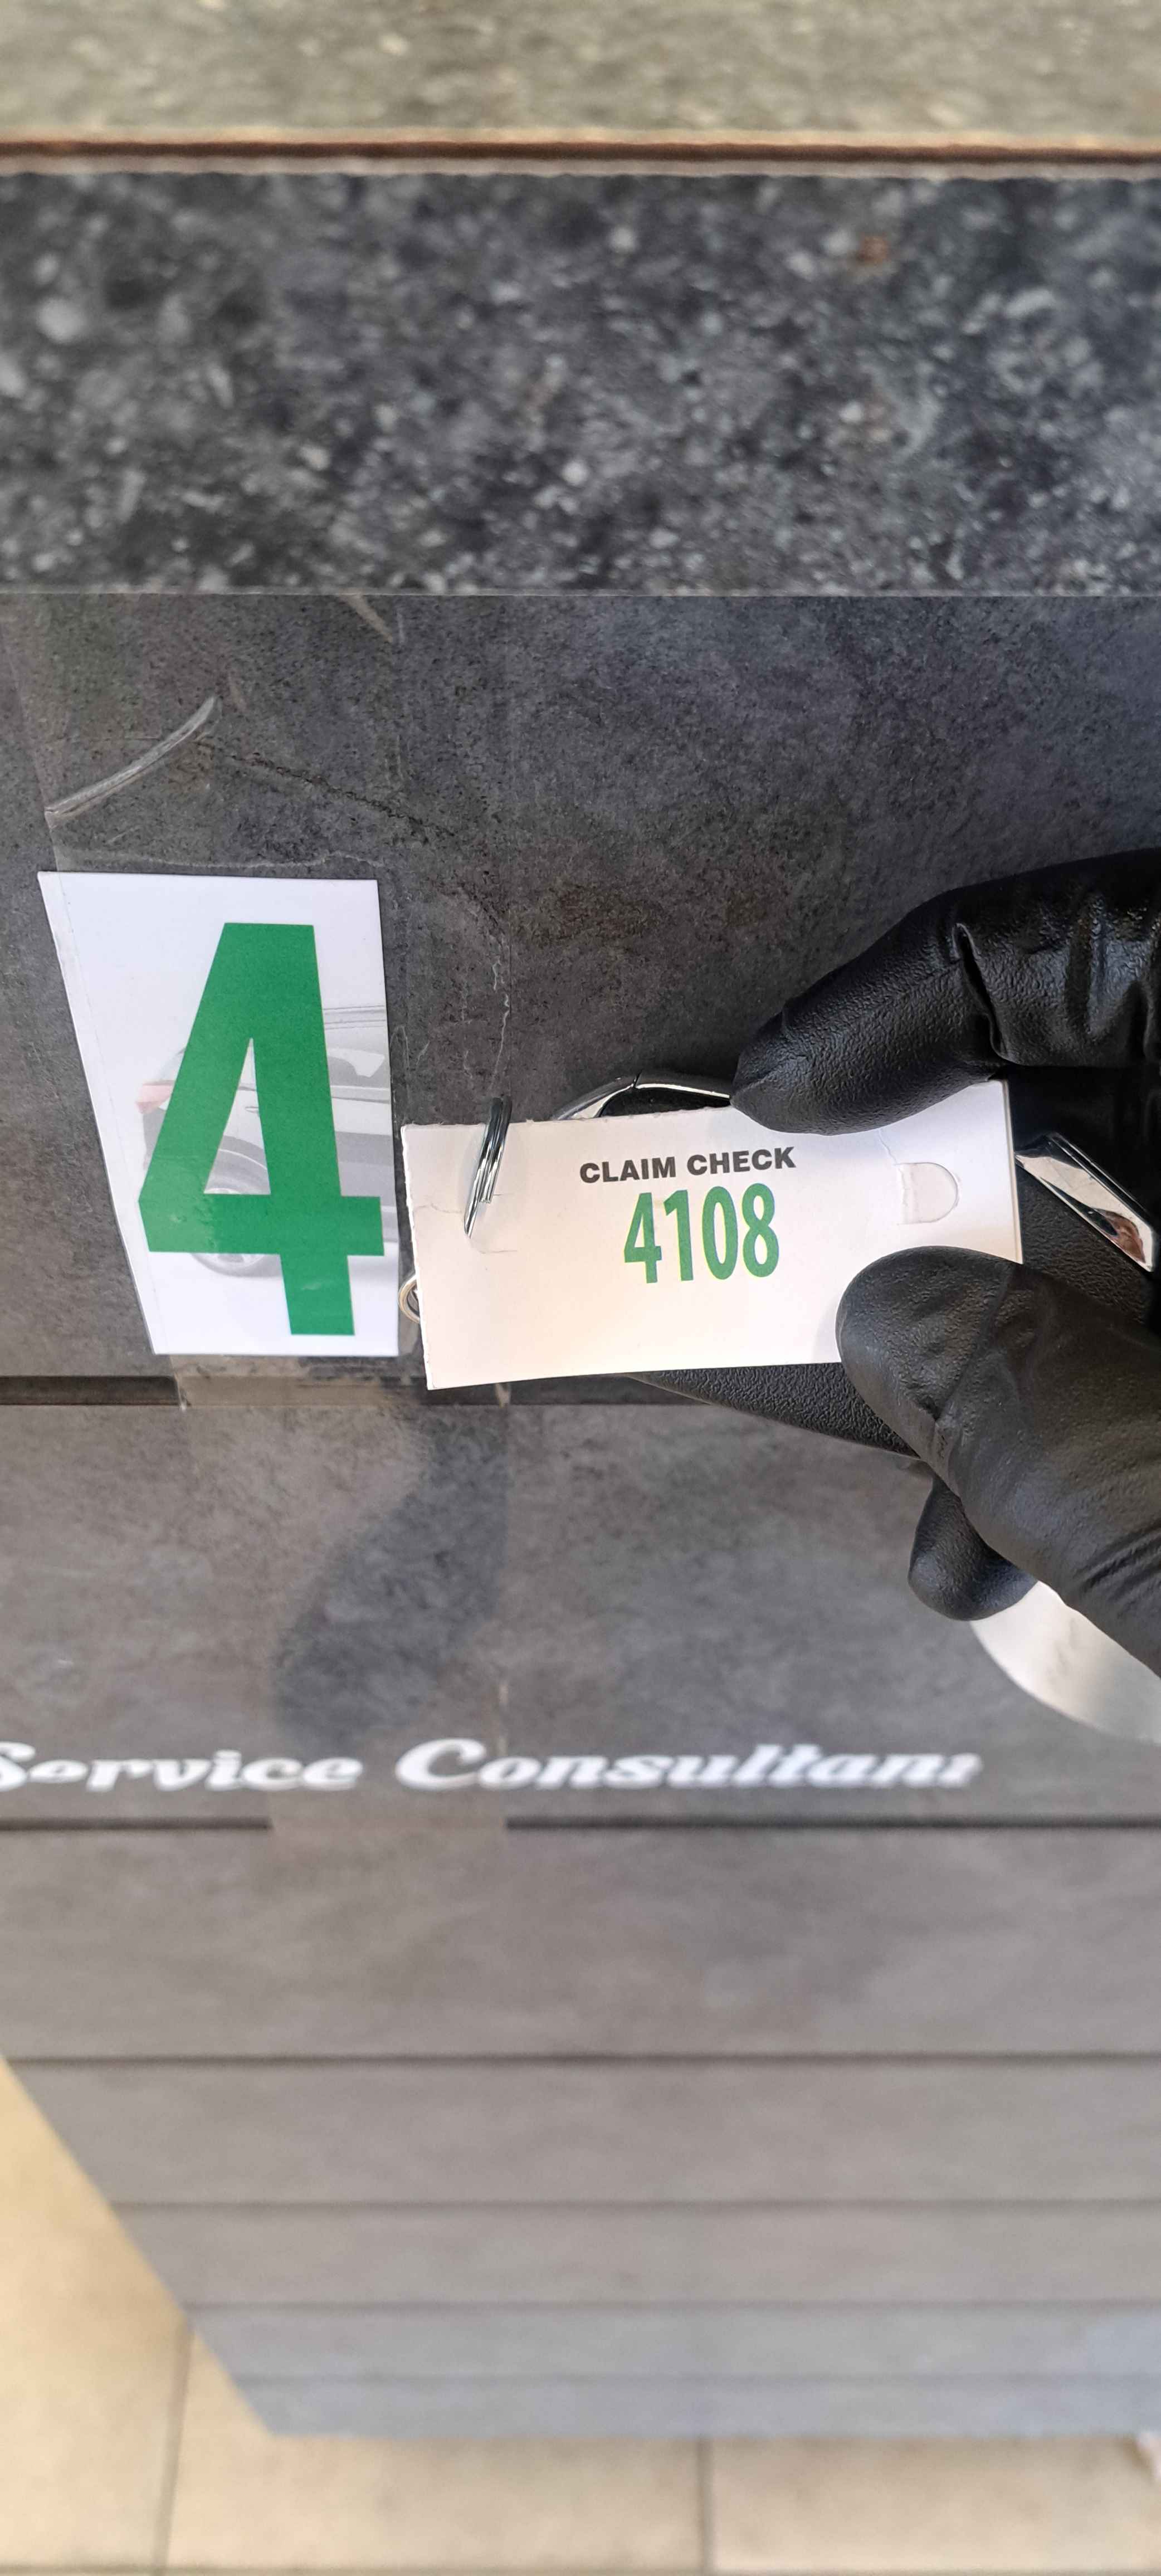 4
CLAIM CHECK
4108
Service Consultant